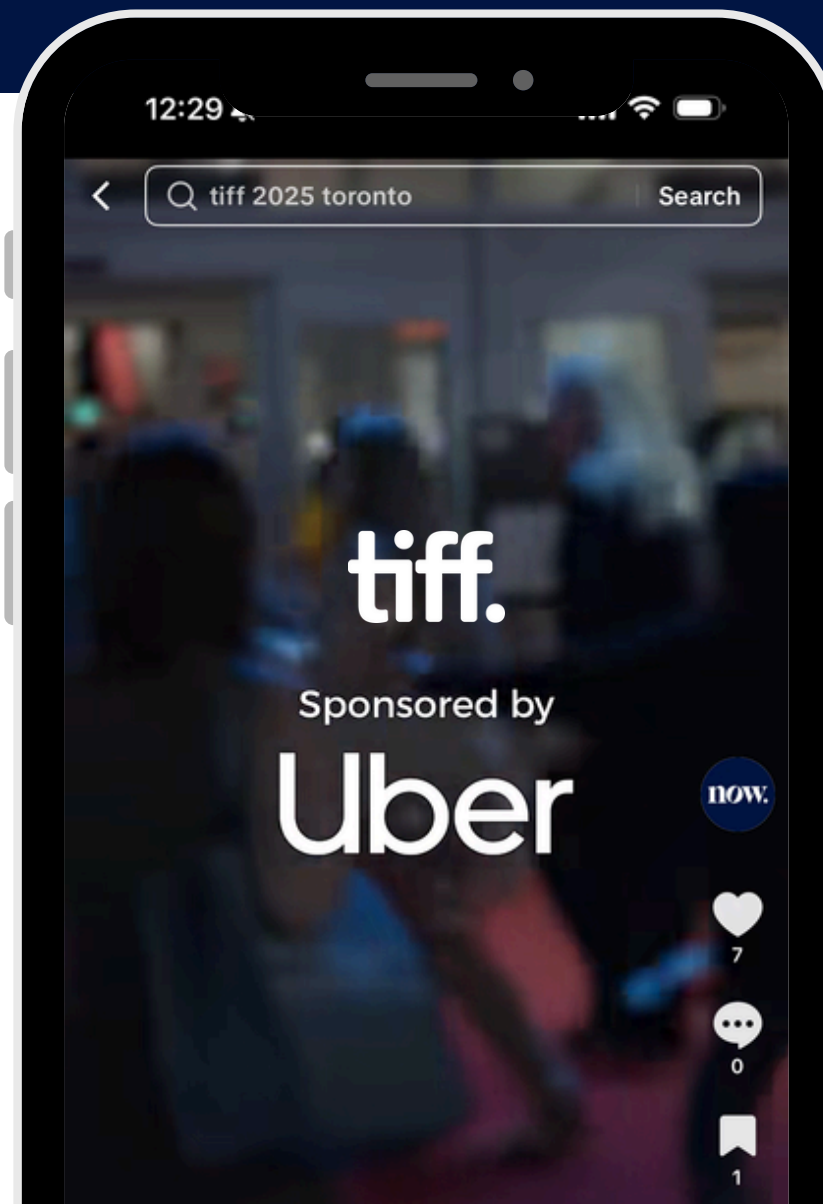 12:29
tiff 2025 toronto
Search
tiff.
Sponsored by
Uber
now.
7
0
1